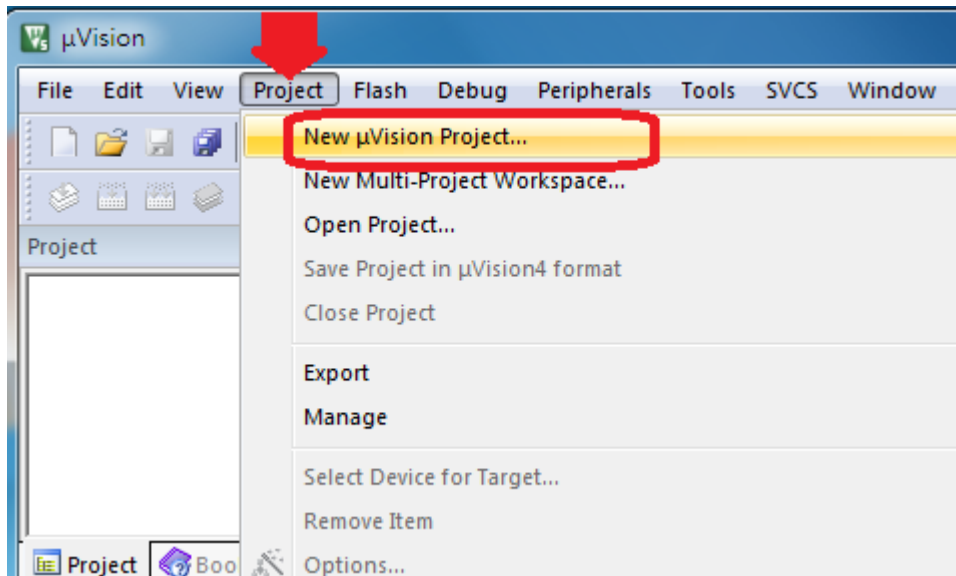 µVision
File Edit View Project Flash Debug Peripherals Tools SVCS Window
New µVision Project...
New Multi-Project Workspace...
Open Project...
Project
Save Project in µVision4 format
Close Project
Export
Manage
Select Device for Target...
Remove Item
Project Boo Options...